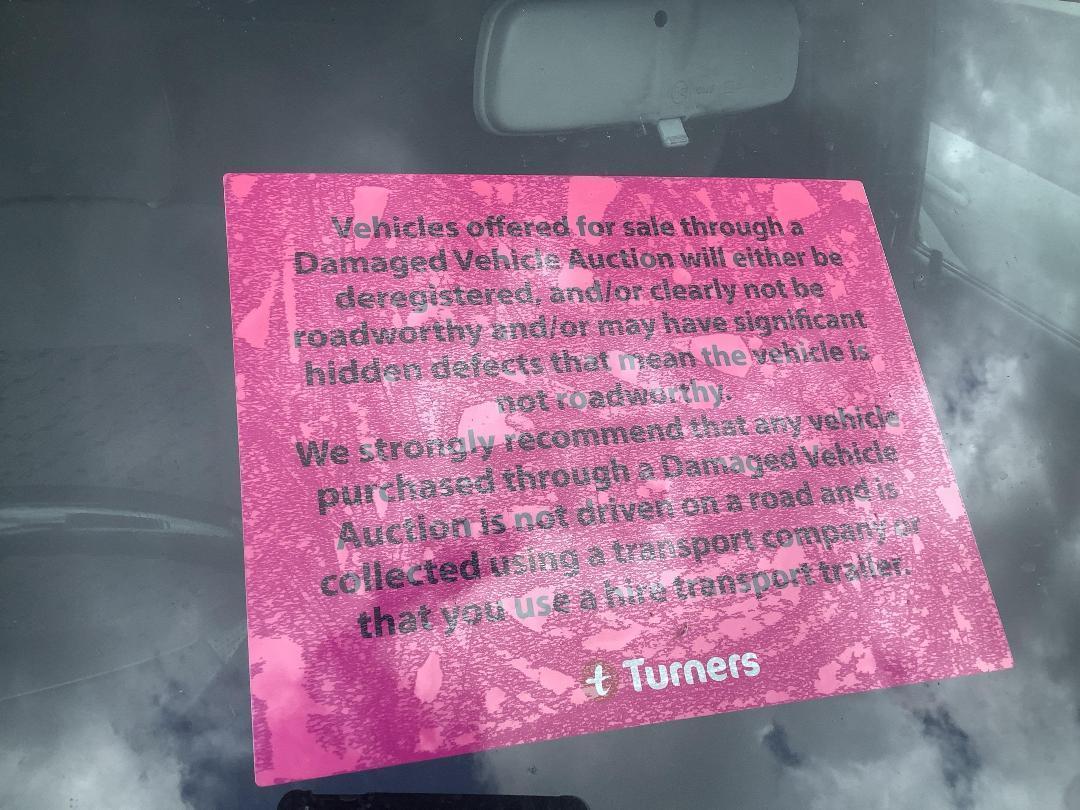 Vehicles offered for sale through a
Damaged Vehicle Auction will either be
deregistered, and/or clearly not be
roadworthy and/or may have significant
hidden defects that mean the vehicle is
not roadworthy.
We strongly recommend that any vehicle
purchased through a Damaged Vehicle
Auction is not driven on a road and is
collected using a transport company or
that you use a hire transport trailer.
t Turners